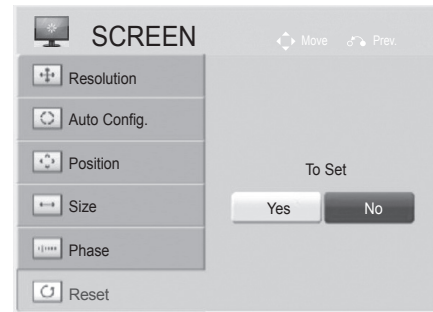 SCREEN
Move Prev.
Resolution
Auto Config.
Position
Size
Phase
Reset
To Set
Yes No